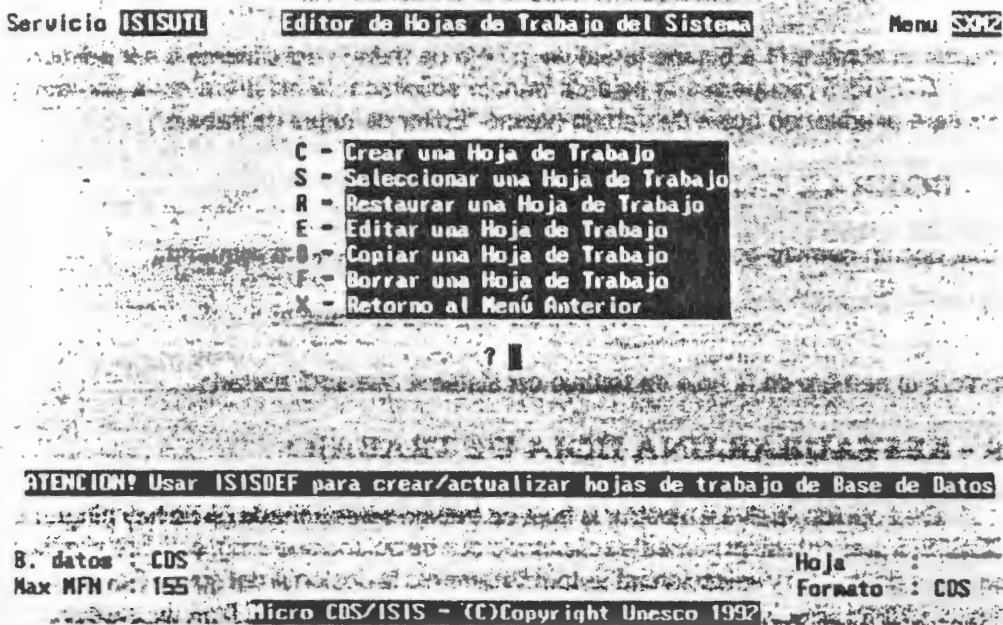 Servicio ISISUTL Editor de Hojas de Trabajo del Sistema Menu SXM2
C - Crear una Hoja de Trabajo
S - Seleccionar una Hoja de Trabajo
R - Restaurar una Hoja de Trabajo
E - Editar una Hoja de Trabajo
- Copiar una Hoja de Trabajo
F - Borrar una Hoja de Trabajo
X - Retorno al Menú Anterior
?
ATENCION! Usar ISISDEF para crear/actualizar hojas de trabajo de Base de Datos
B. datos : CDS Hoja :
Max MFN : 155 Formato : CDS
Micro CDS/ISIS - (C)Copyright Unesco 1992